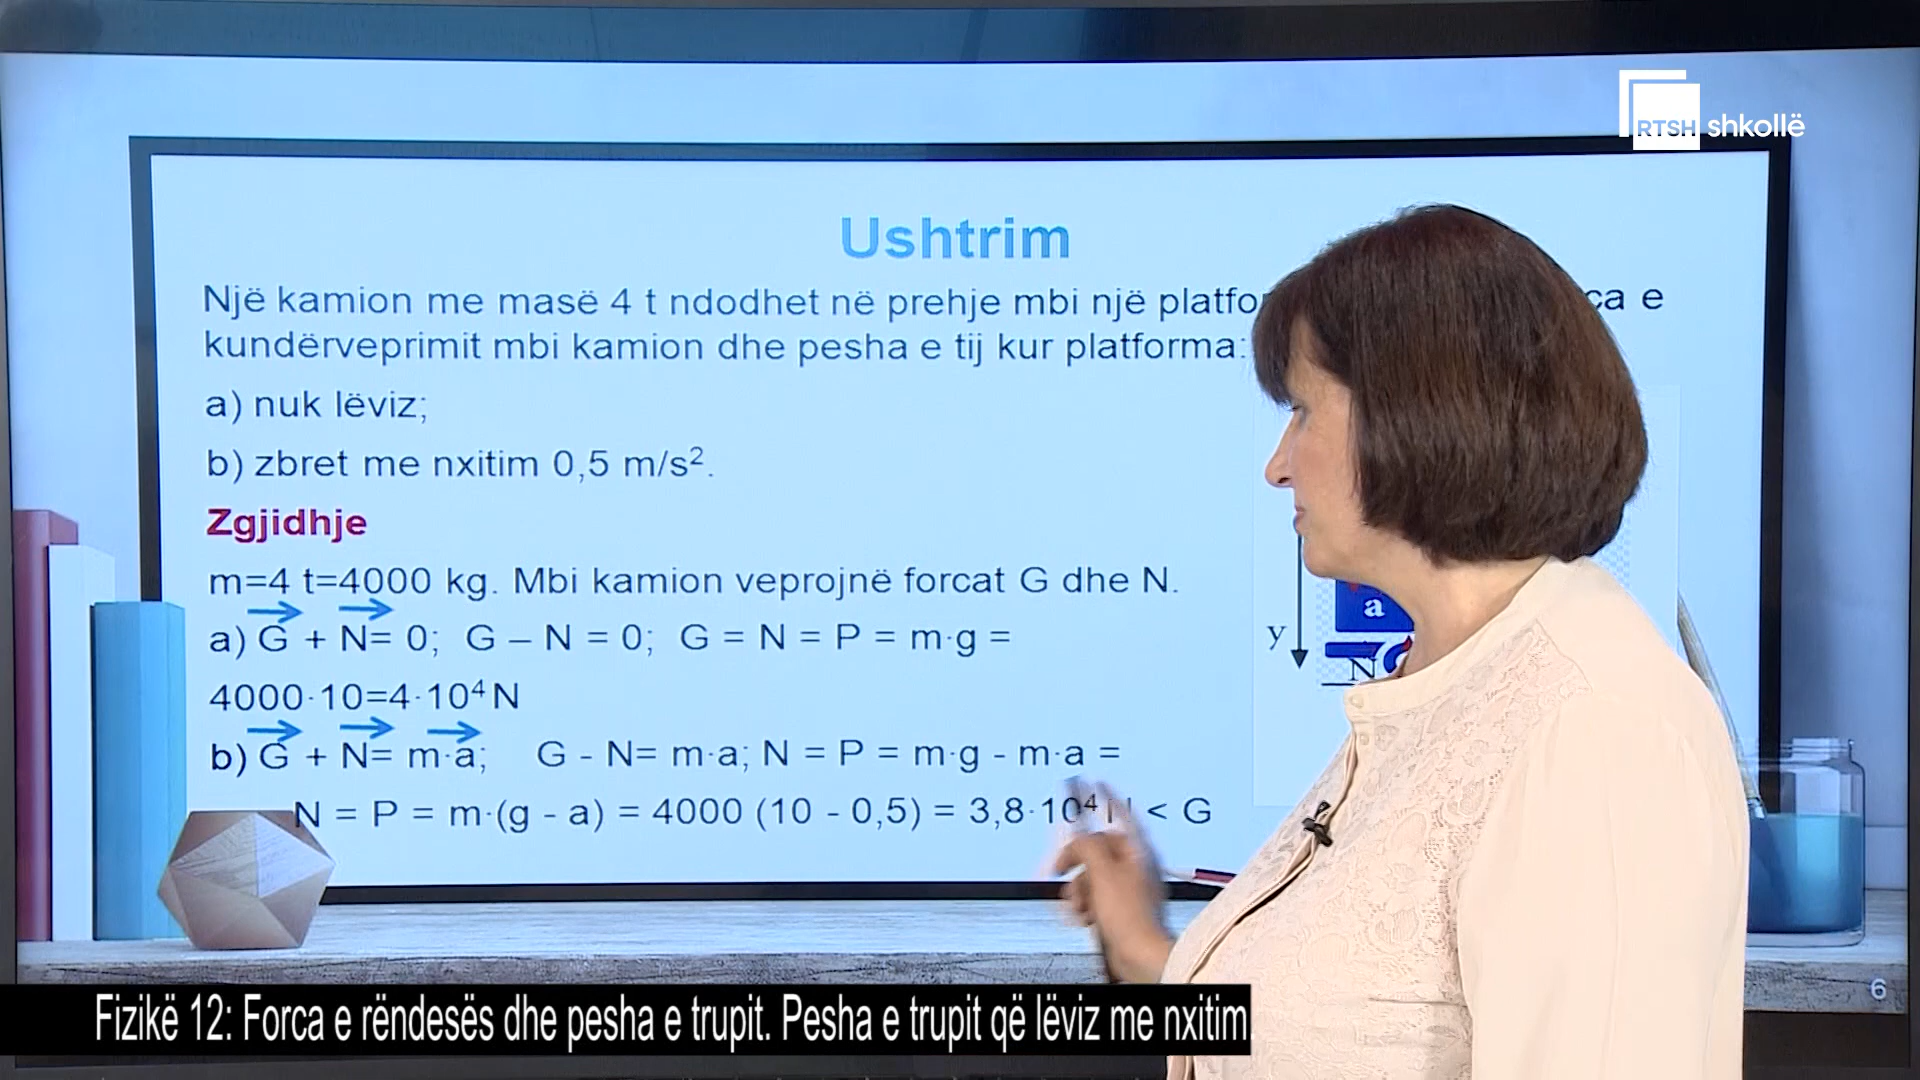 RTSH shkollë
Ushtrim
Një kamion me masë 4 t ndodhet në prehje mbi një e
kundërveprimit mbi kamion dhe pesha e tij kur platforma:
a) nuk lëviz;
b) zbret me nxitim 0,5 m/s².
Zgjidhje
m=4 t=4000 kg. Mbi kamion veprojnë forcat G dhe N.
a) G + N= 0; G – N = 0; G = N = P = m·g =
4000·10=4·10⁴ N
b) G + N= m·a; G - N= m·a; N = P = m·g - m·a =
N = P = m·(g - a) = 4000 (10 - 0,5) = 3,8·10⁴ N < G
a
y
N
6
Fizikë 12: Forca e rëndesës dhe pesha e trupit. Pesha e trupit që lëviz me nxitim